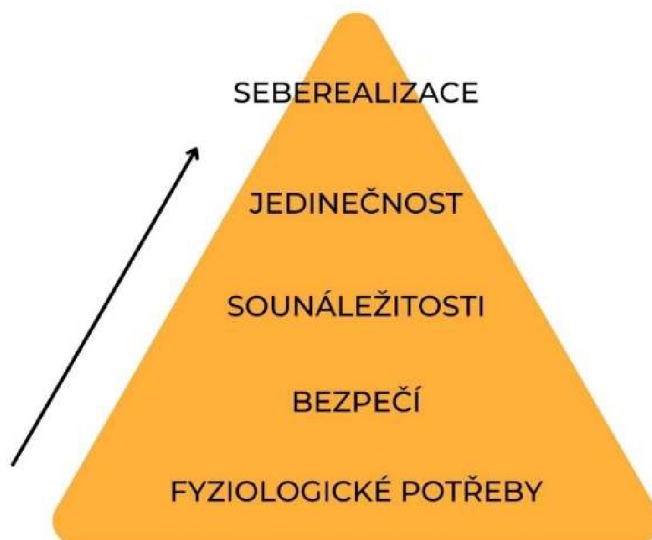 SEBEREALIZACE
JEDINEČNOST
SOUNÁLEŽITOSTI
BEZPEČÍ
FYZIOLOGICKÉ POTŘEBY